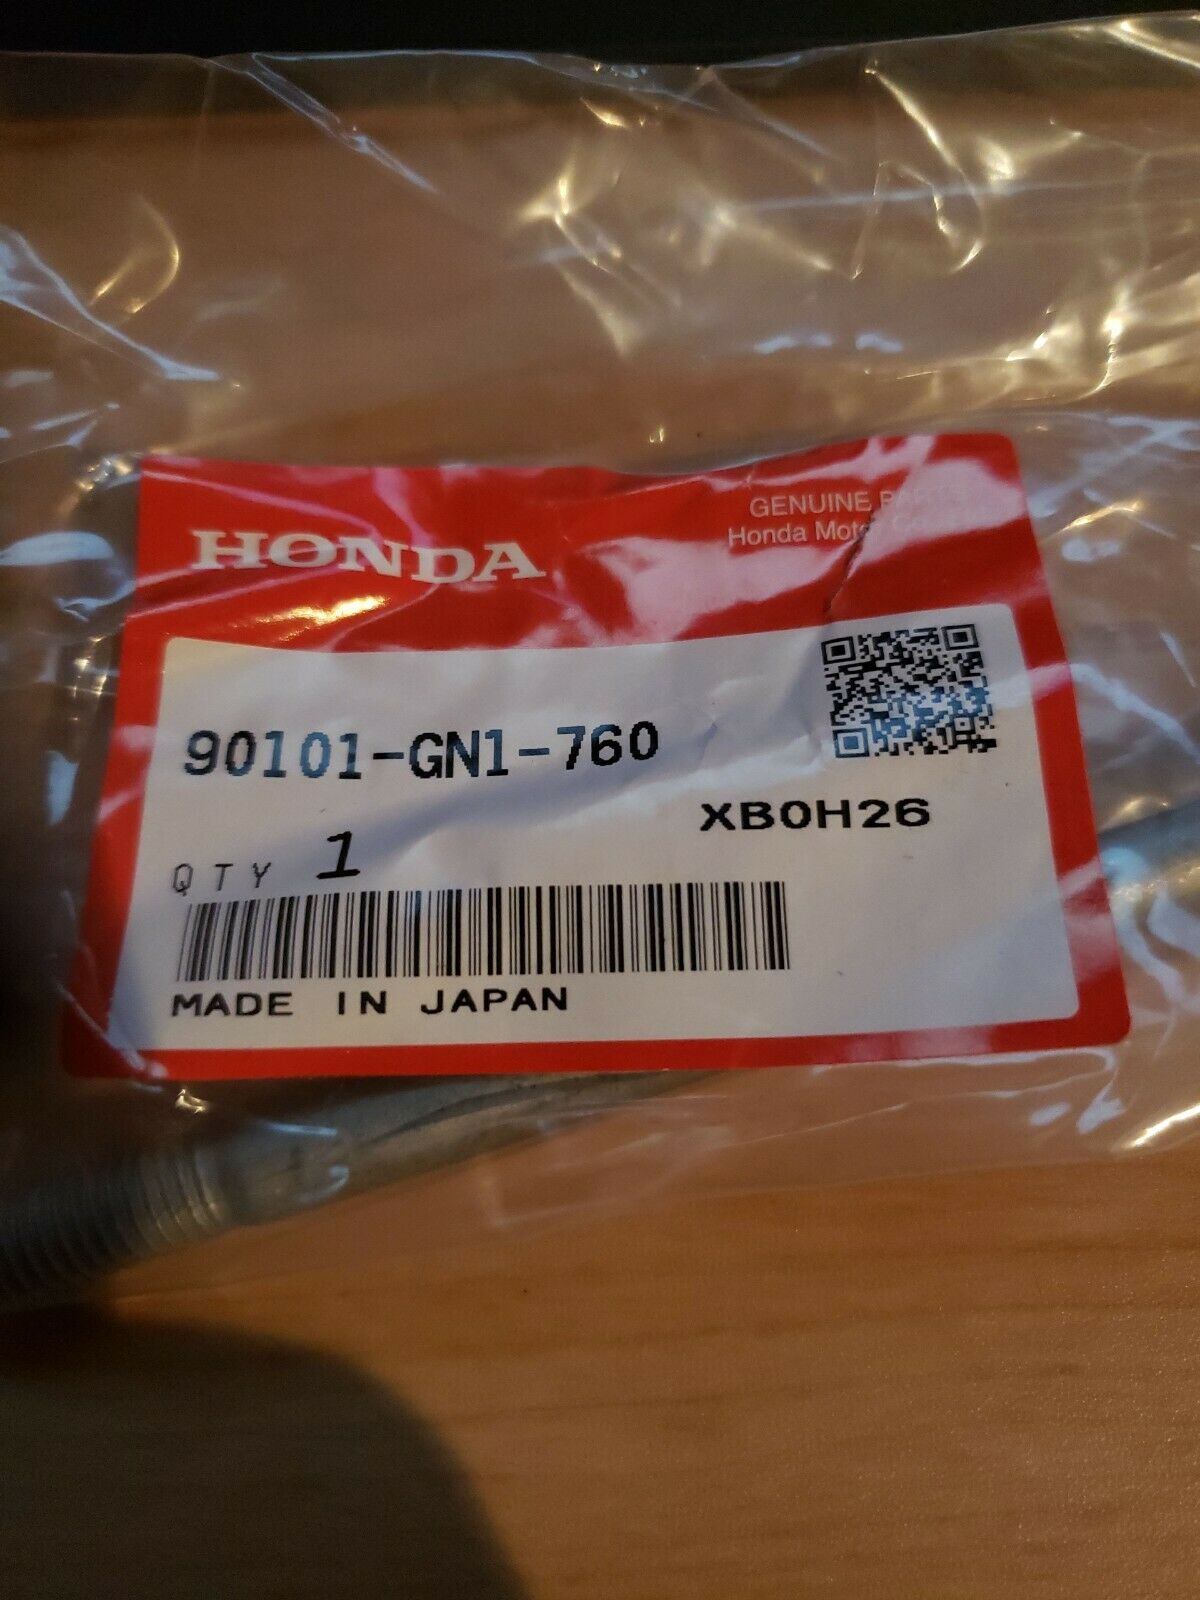 HONDA
GENUINE
Honda
90101-GN1-760
XB0H26
QTY 1
MADE IN JAPAN